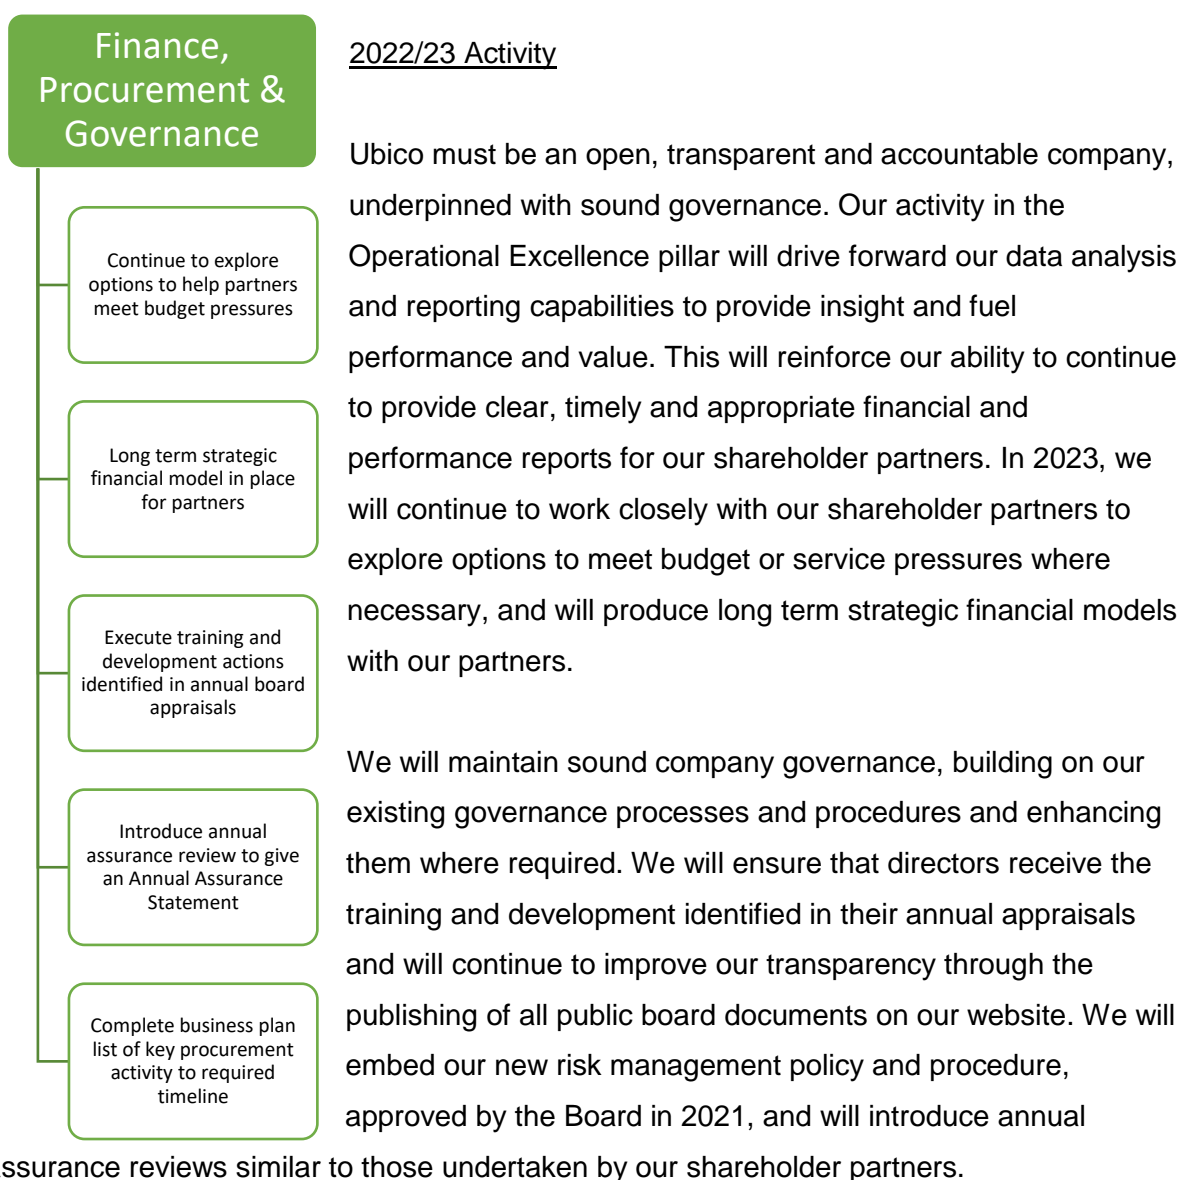 Finance,
Procurement &
Governance
Continue to explore
options to help partners
meet budget pressures
Long term strategic
financial model in place
for partners
Execute training and
development actions
identified in annual board
appraisals
Introduce annual
assurance review to give
an Annual Assurance
Statement
Complete business plan
list of key procurement
activity to required
timeline
2022/23 Activity
Ubico must be an open, transparent and accountable company,
underpinned with sound governance. Our activity in the
Operational Excellence pillar will drive forward our data analysis
and reporting capabilities to provide insight and fuel
performance and value. This will reinforce our ability to continue
to provide clear, timely and appropriate financial and
performance reports for our shareholder partners. In 2023, we
will continue to work closely with our shareholder partners to
explore options to meet budget or service pressures where
necessary, and will produce long term strategic financial models
with our partners.
We will maintain sound company governance, building on our
existing governance processes and procedures and enhancing
them where required. We will ensure that directors receive the
training and development identified in their annual appraisals
and will continue to improve our transparency through the
publishing of all public board documents on our website. We will
embed our new risk management policy and procedure,
approved by the Board in 2021, and will introduce annual
ssurance reviews similar to those undertaken by our shareholder partners.